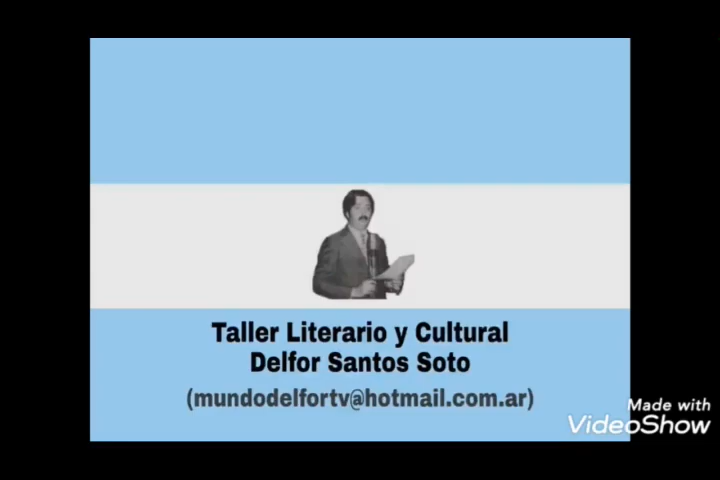 Taller Literario y Cultural
Delfor Santos Soto
(mundodelfortv@hotmail.com.ar)
Made with
VideoShow